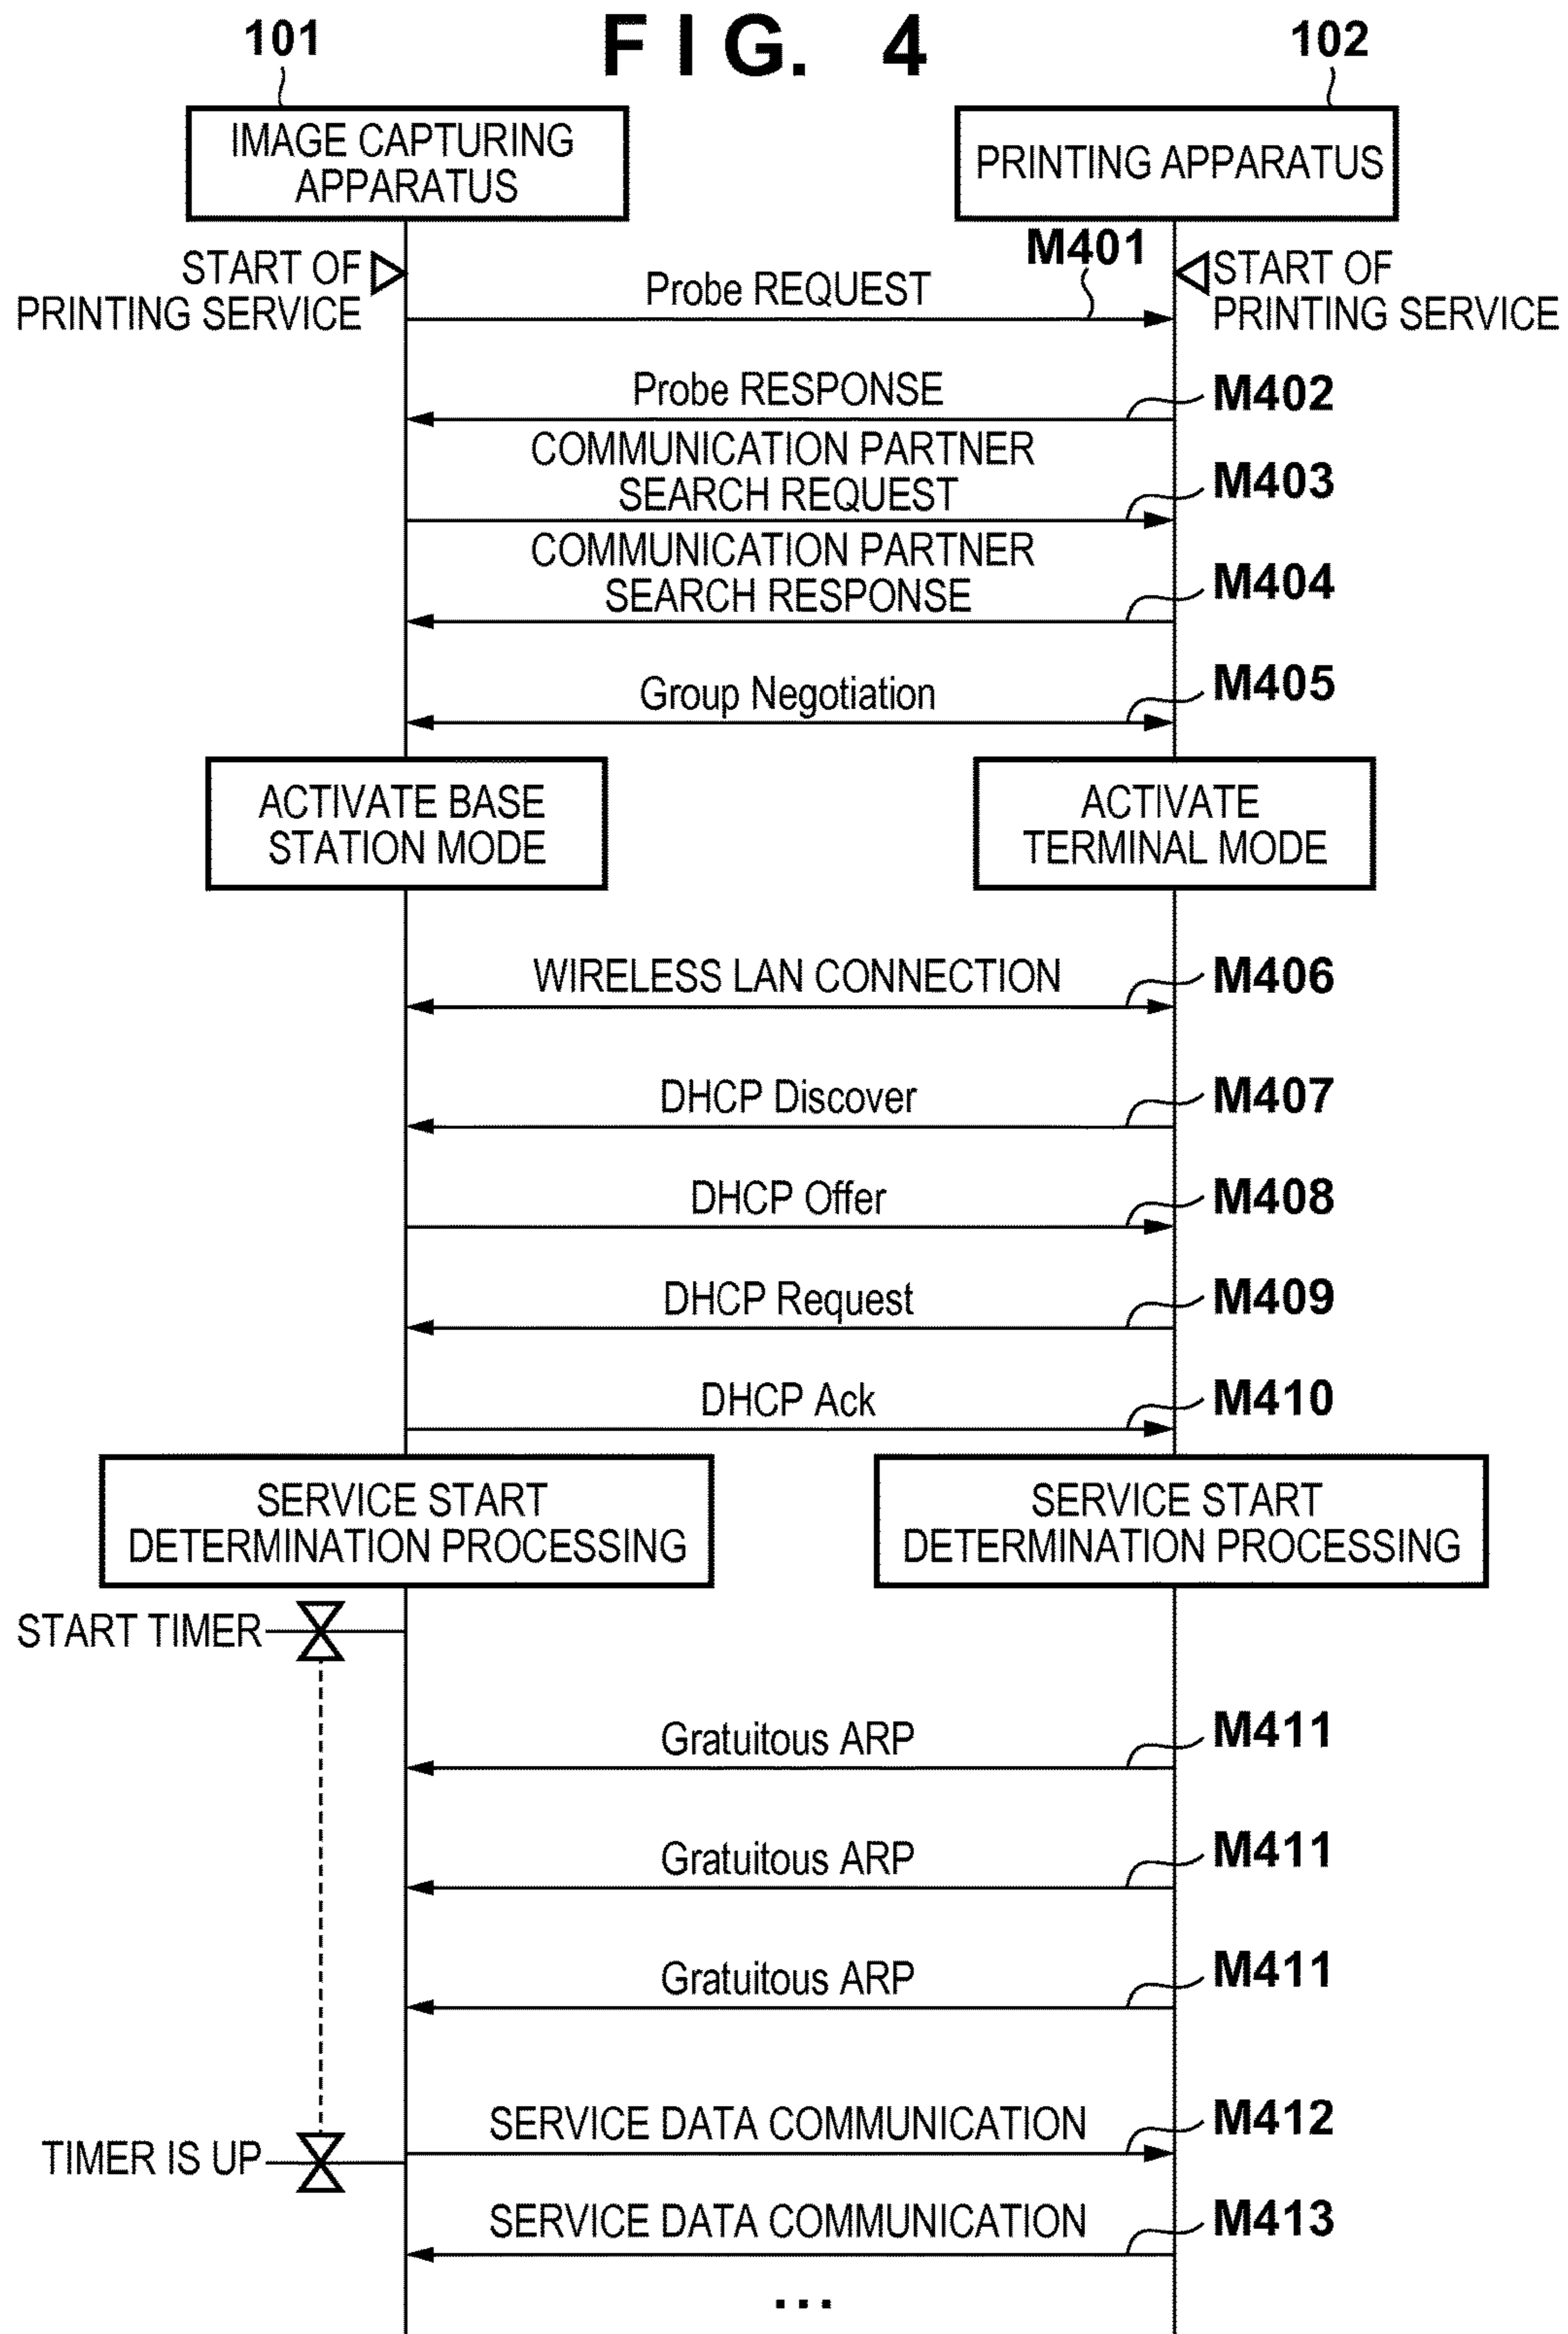 FIG. 4
101
102
IMAGE CAPTURING
APPARATUS
PRINTING APPARATUS
START OF
PRINTING SERVICE
M401
START OF
PRINTING SERVICE
Probe REQUEST
Probe RESPONSE
M402
COMMUNICATION PARTNER
SEARCH REQUEST
M403
COMMUNICATION PARTNER
SEARCH RESPONSE
M404
Group Negotiation
M405
ACTIVATE BASE
STATION MODE
ACTIVATE
TERMINAL MODE
WIRELESS LAN CONNECTION
M406
DHCP Discover
M407
DHCP Offer
M408
DHCP Request
M409
DHCP Ack
M410
SERVICE START
DETERMINATION PROCESSING
SERVICE START
DETERMINATION PROCESSING
START TIMER
Gratuitous ARP
M411
Gratuitous ARP
M411
Gratuitous ARP
M411
SERVICE DATA COMMUNICATION
M412
TIMER IS UP
SERVICE DATA COMMUNICATION
M413
...